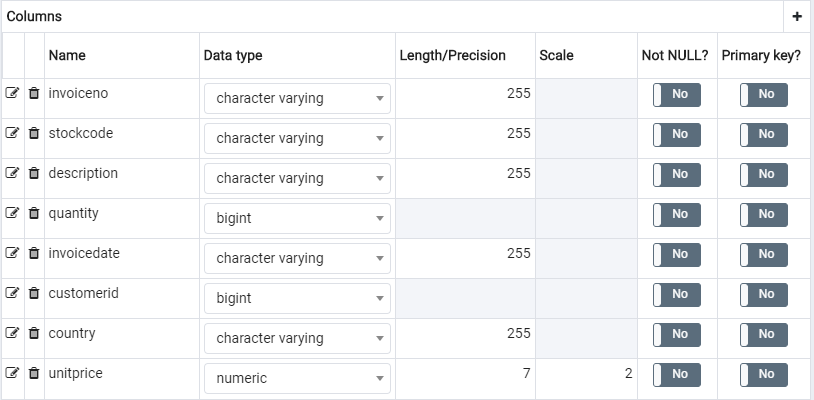 Columns +
Name Data type Length/Precision Scale Not NULL? Primary key?
invoiceno character varying 255 No No
stockcode character varying 255 No No
description character varying 255 No No
quantity bigint No No
invoicedate character varying 255 No No
customerid bigint No No
country character varying 255 No No
unitprice numeric 7 2 No No